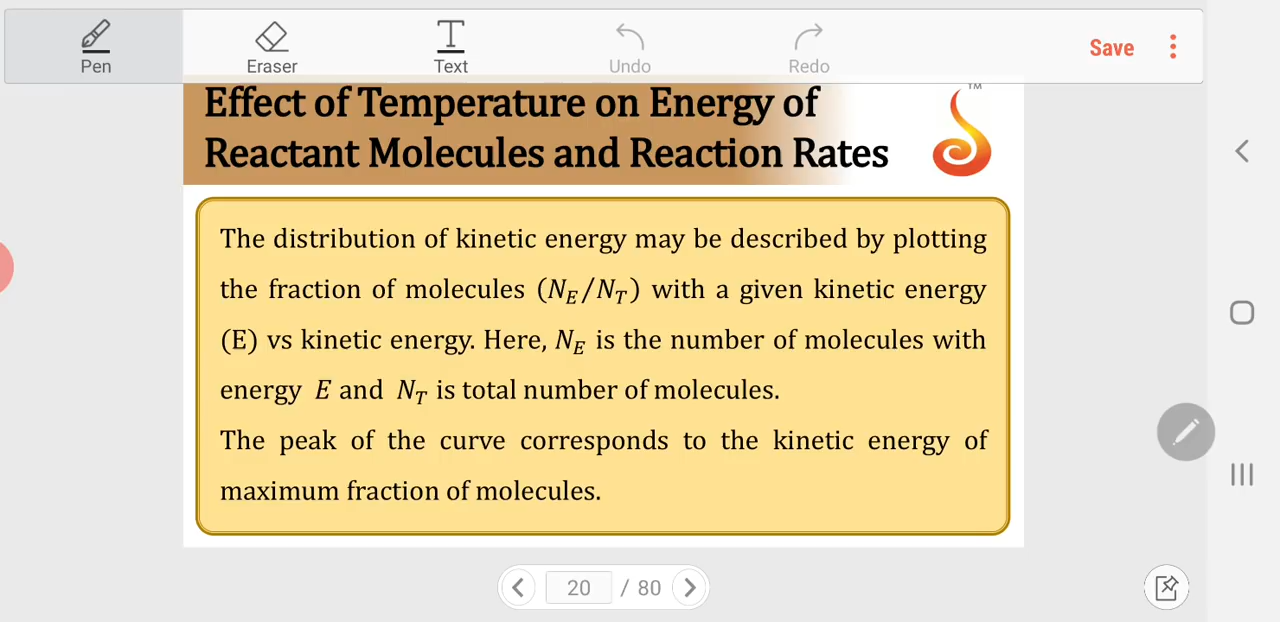 Pen
Eraser
Text
Undo
Redo
Save
TM
Effect of Temperature on Energy of
Reactant Molecules and Reaction Rates
The distribution of kinetic energy may be described by plotting
the fraction of molecules (N_E/N_T) with a given kinetic energy
(E) vs kinetic energy. Here, N_E is the number of molecules with
energy E and N_T is total number of molecules.
The peak of the curve corresponds to the kinetic energy of
maximum fraction of molecules.
20 / 80